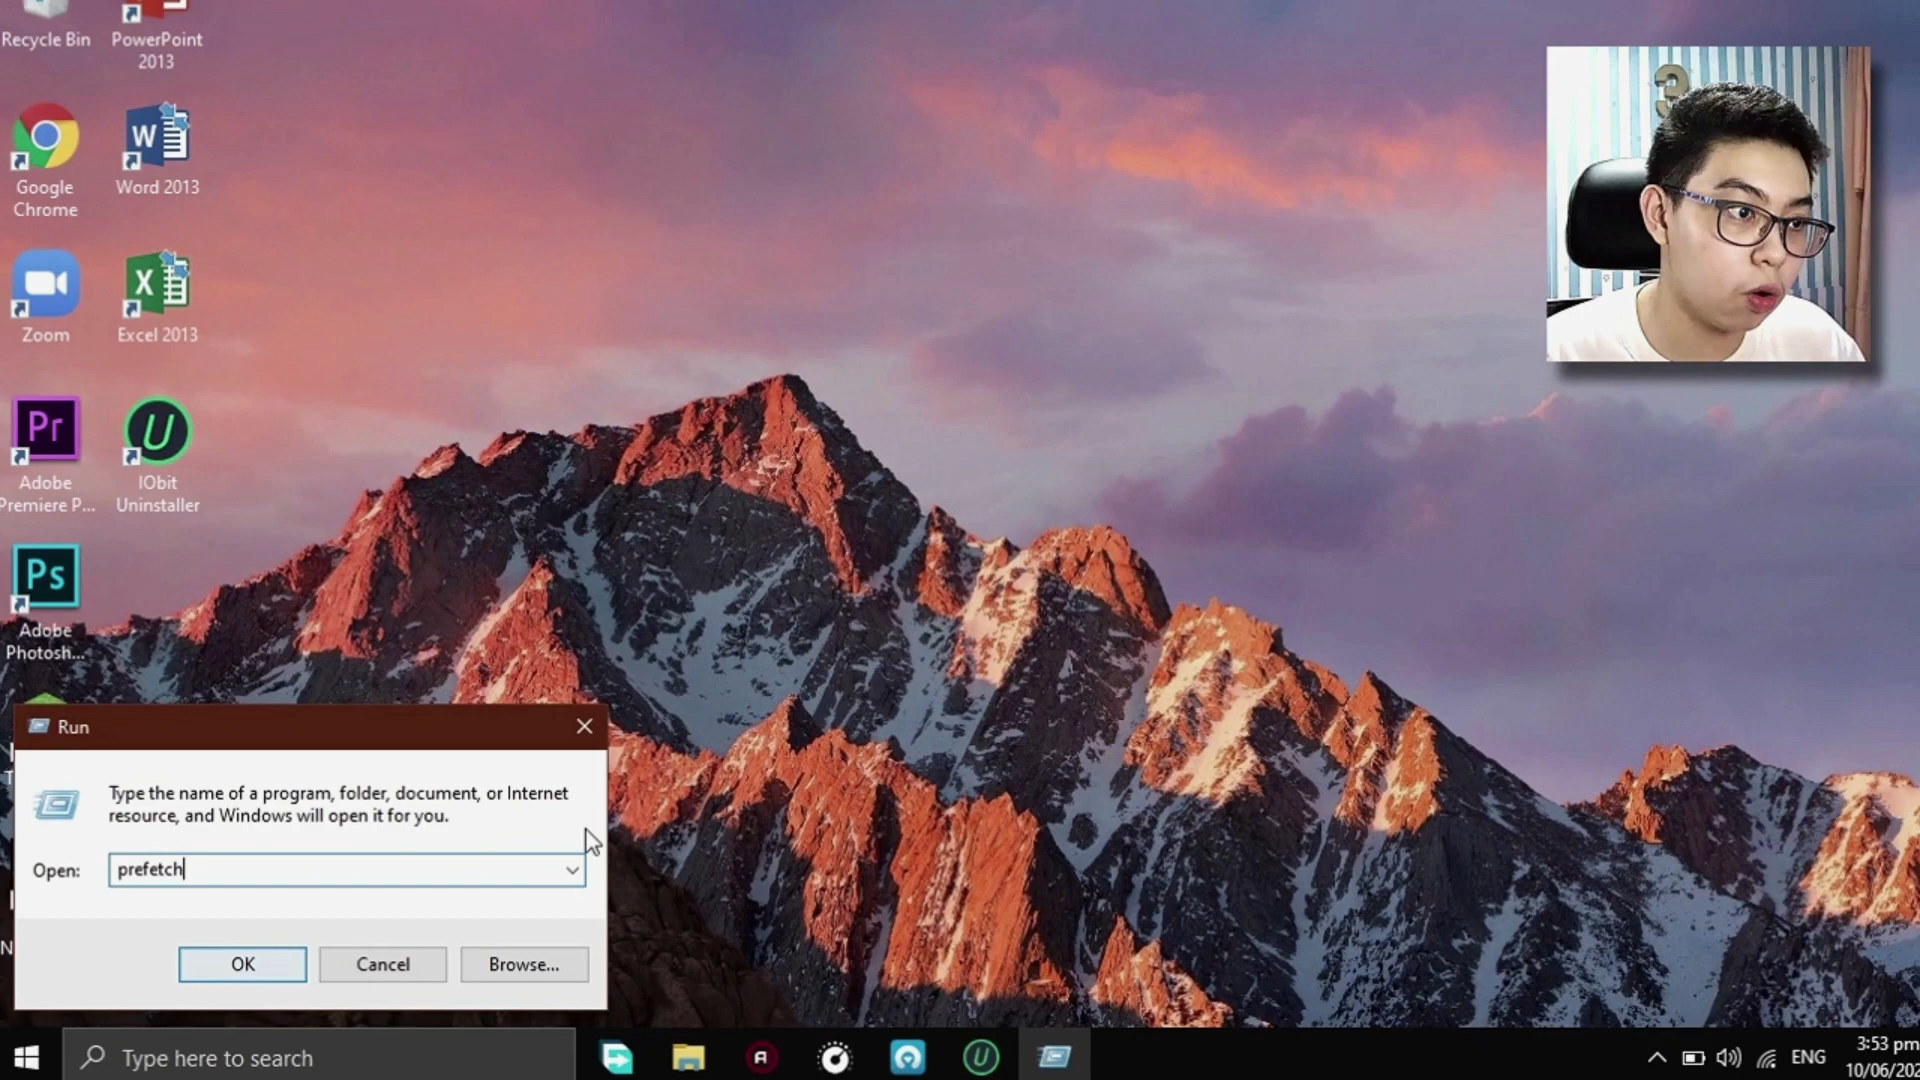 Recycle Bin
PowerPoint
2013
Google
Chrome
W
Word 2013
Zoom
X
Excel 2013
Pr
Adobe
Premiere P...
U
IObit
Uninstaller
Ps
Adobe
Photosh...
Run
Type the name of a program, folder, document, or Internet
resource, and Windows will open it for you.
Open:
prefetch
OK
Cancel
Browse...
Type here to search
ENG
3:53 pm
10/06/202